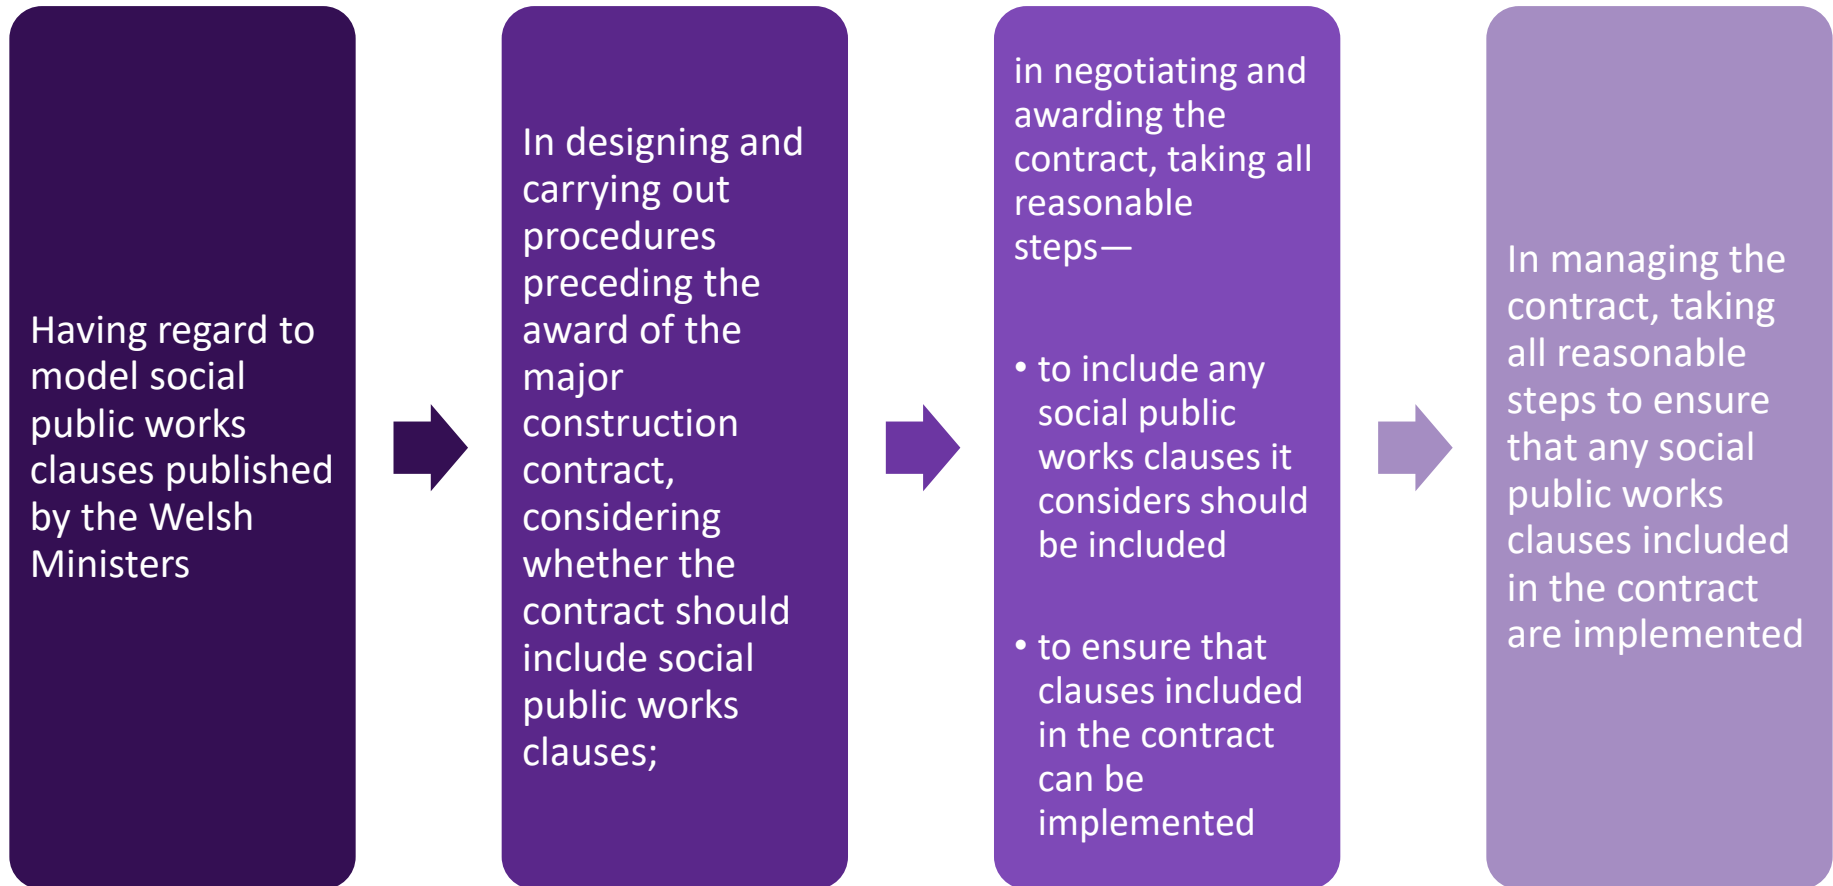 Having regard to
model social
public works
clauses published
by the Welsh
Ministers
In designing and
carrying out
procedures
preceding the
award of the
major
construction
contract,
considering
whether the
contract should
include social
public works
clauses;
in negotiating and
awarding the
contract, taking all
reasonable
steps—
• to include any
social public
works clauses it
considers should
be included
• to ensure that
clauses included
in the contract
can be
implemented
In managing the
contract, taking
all reasonable
steps to ensure
that any social
public works
clauses included
in the contract
are implemented